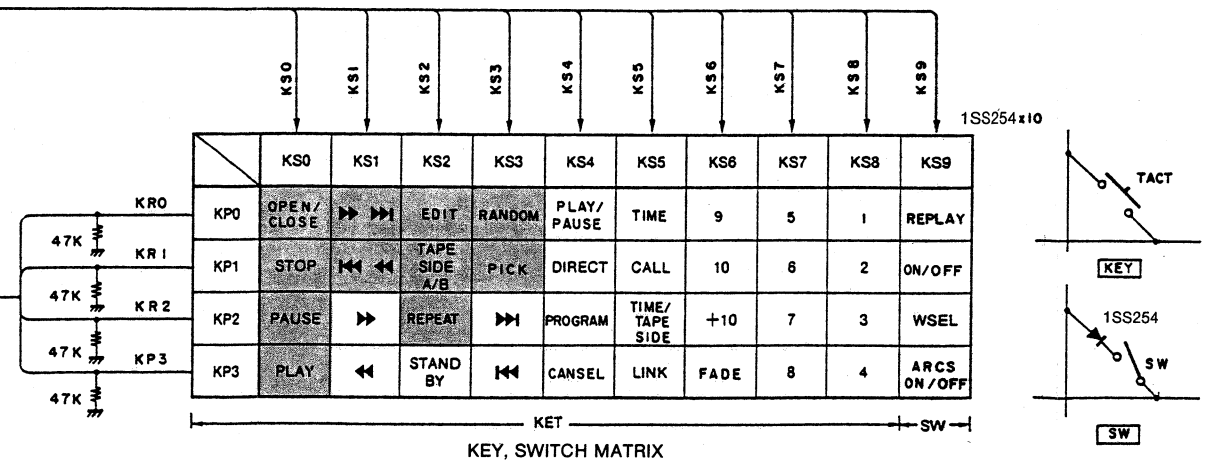 KS0 KS1 KS2 KS3 KS4 KS5 KS6 KS7 KS8 KS9
1SS254x10
KS0 KS1 KS2 KS3 KS4 KS5 KS6 KS7 KS8 KS9
KR0 KP0 OPEN/CLOSE ▶▶ ▶▶| EDIT RANDOM PLAY/PAUSE TIME 9 5 1 REPLAY
47K
KR1 KP1 STOP |◀◀ ◀◀ TAPE SIDE A/B PICK DIRECT CALL 10 6 2 ON/OFF
47K
KR2 KP2 PAUSE ▶▶ REPEAT ▶▶| PROGRAM TIME/TAPE SIDE +10 7 3 WSEL
47K
KP3 KP3 PLAY ◀◀ STAND BY |◀◀ CANSEL LINK FADE 8 4 ARCS ON/OFF
47K
KET SW
KEY, SWITCH MATRIX
TACT
KEY
1SS254
SW
SW